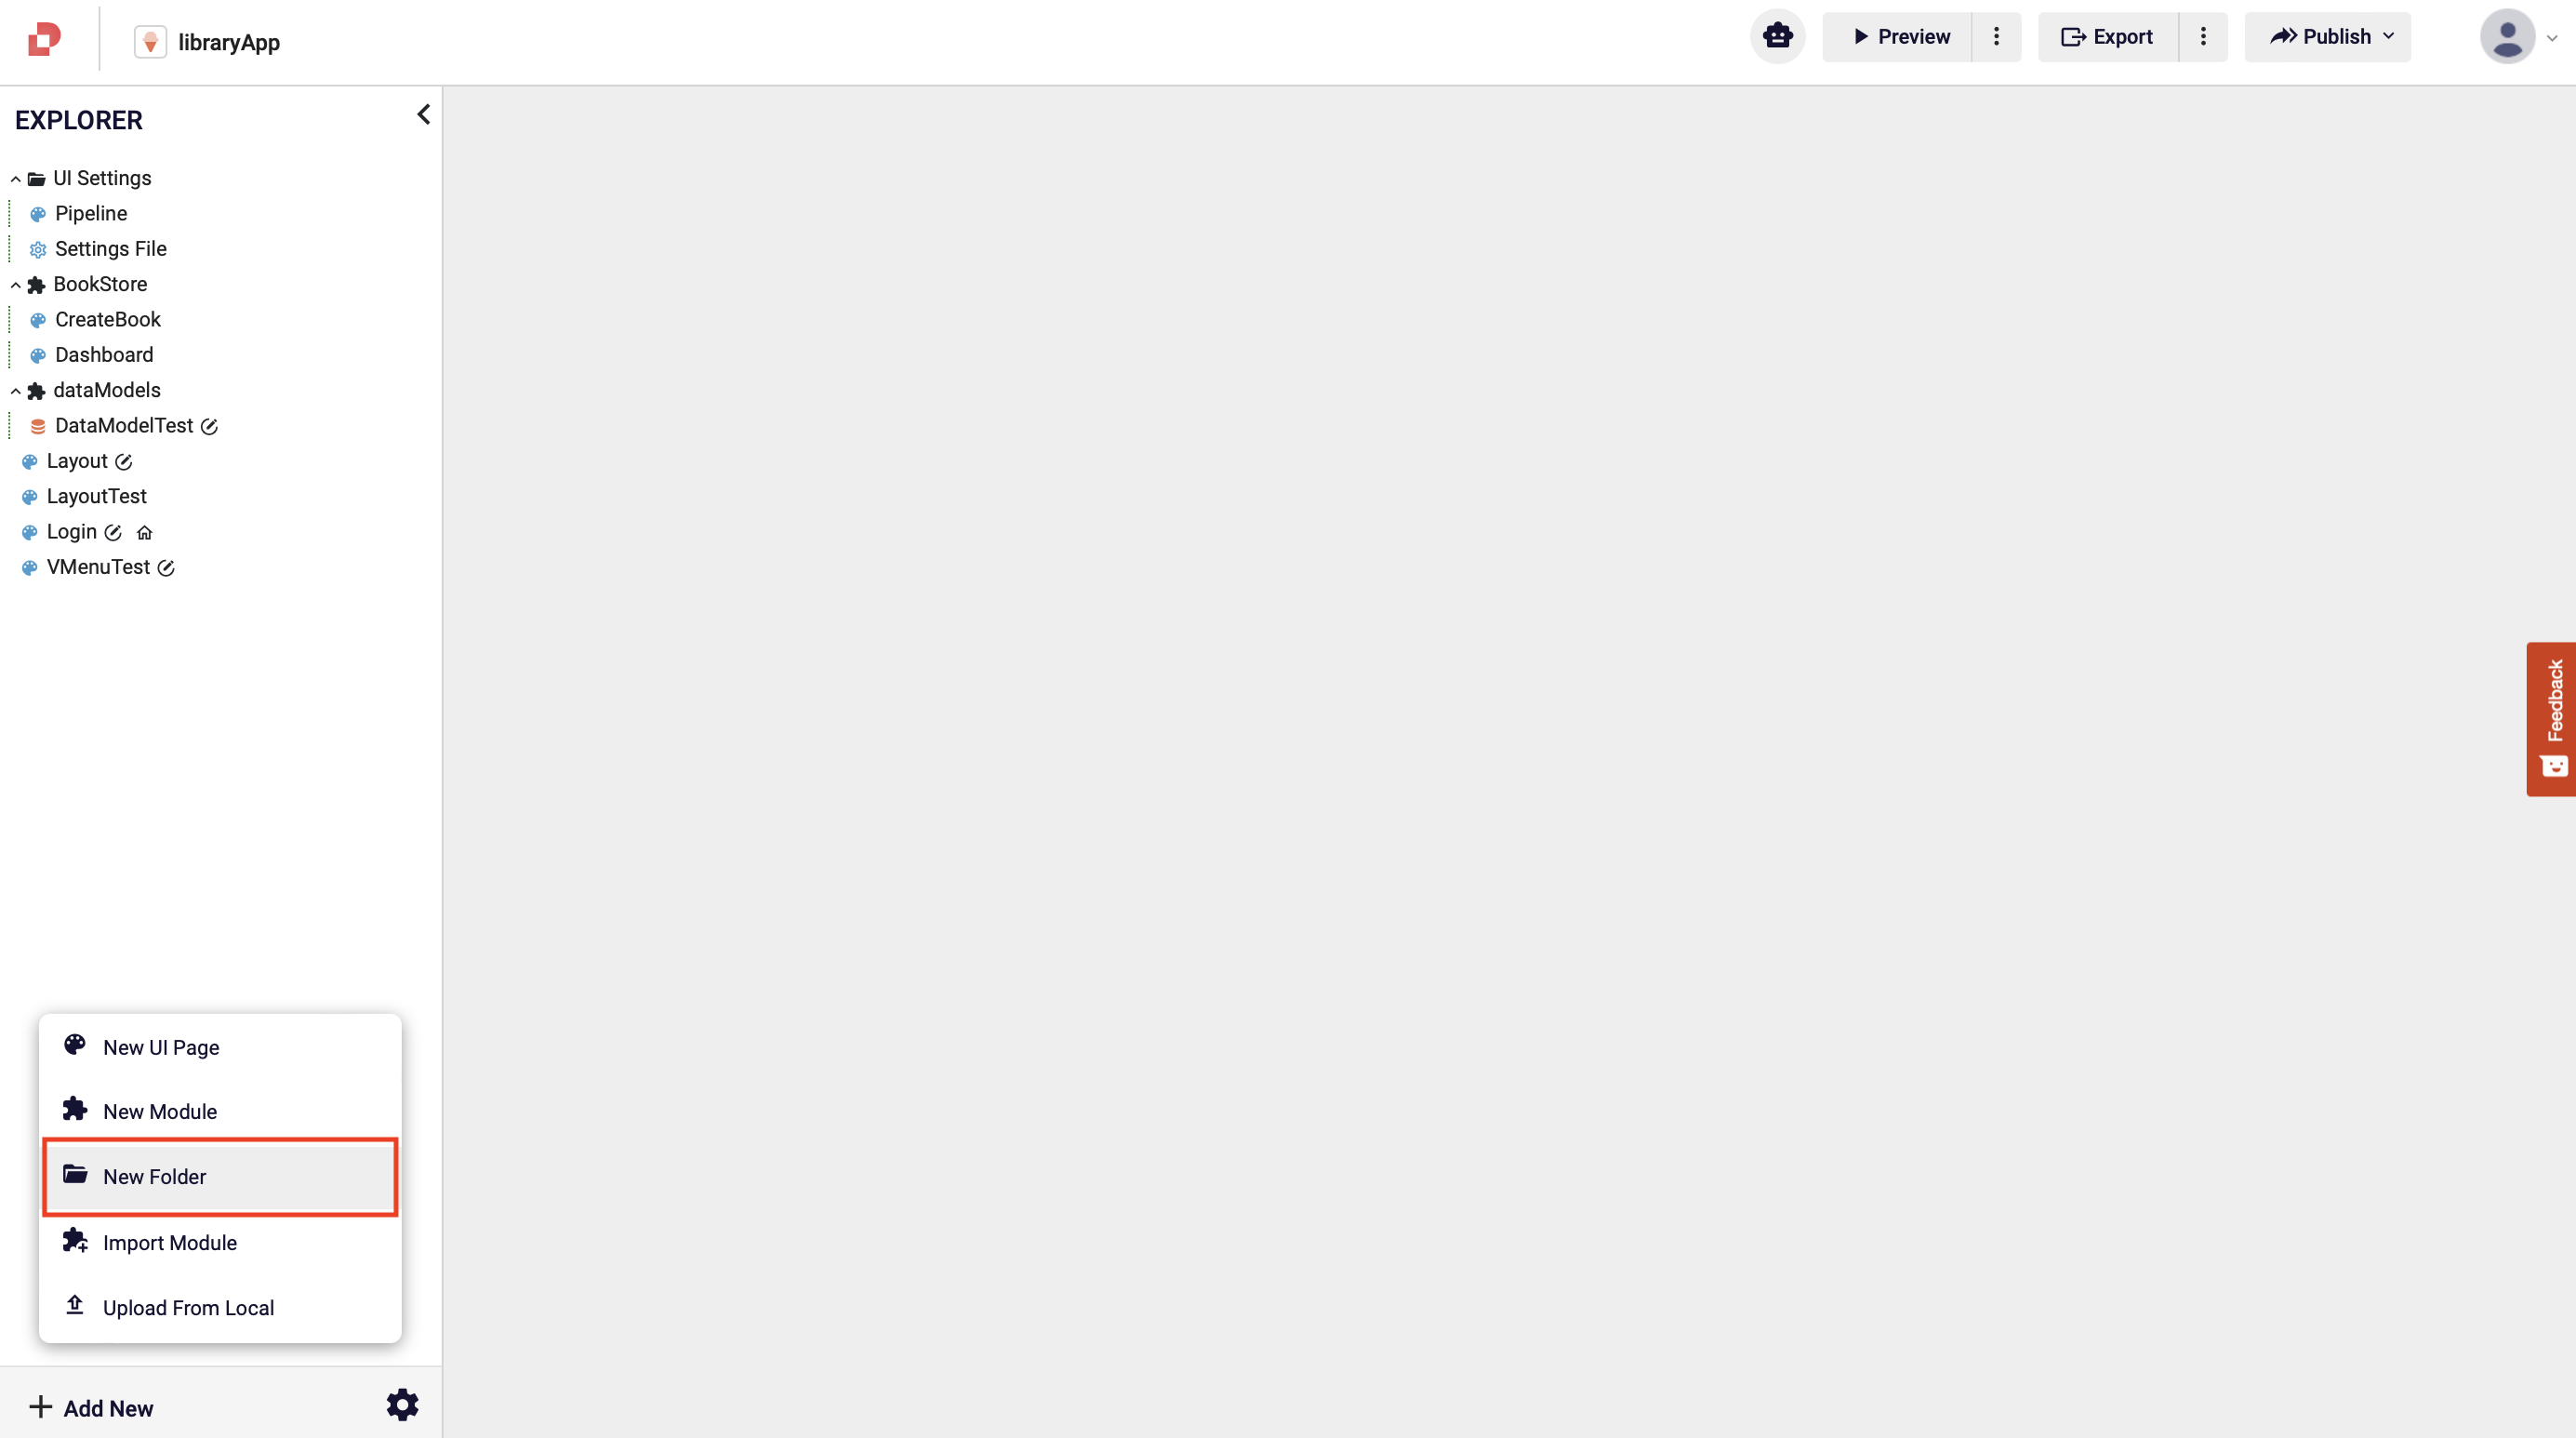 libraryApp
Preview
Export
Publish
EXPLORER
UI Settings
Pipeline
Settings File
BookStore
CreateBook
Dashboard
dataModels
DataModelTest
Layout
LayoutTest
Login
VMenuTest
Feedback
New UI Page
New Module
New Folder
Import Module
Upload From Local
Add New